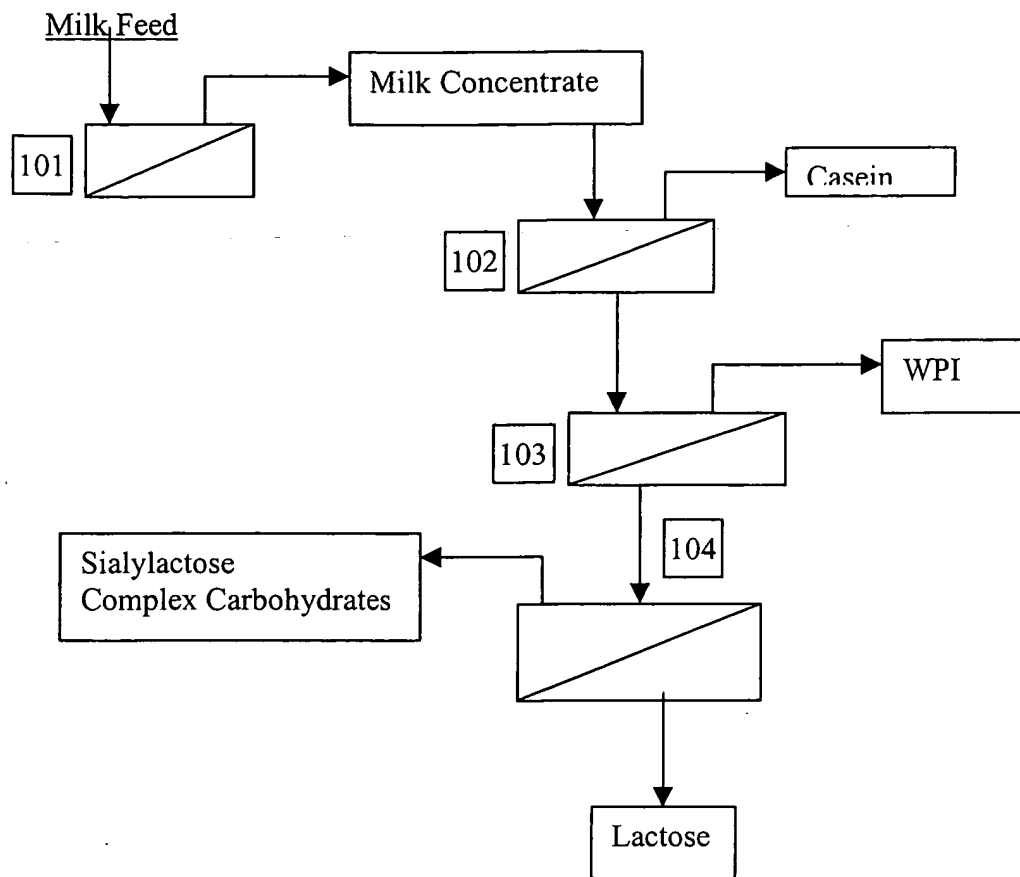 Milk Feed
Milk Concentrate
101
Casein
102
WPI
103
104
Sialylactose
Complex Carbohydrates
Lactose